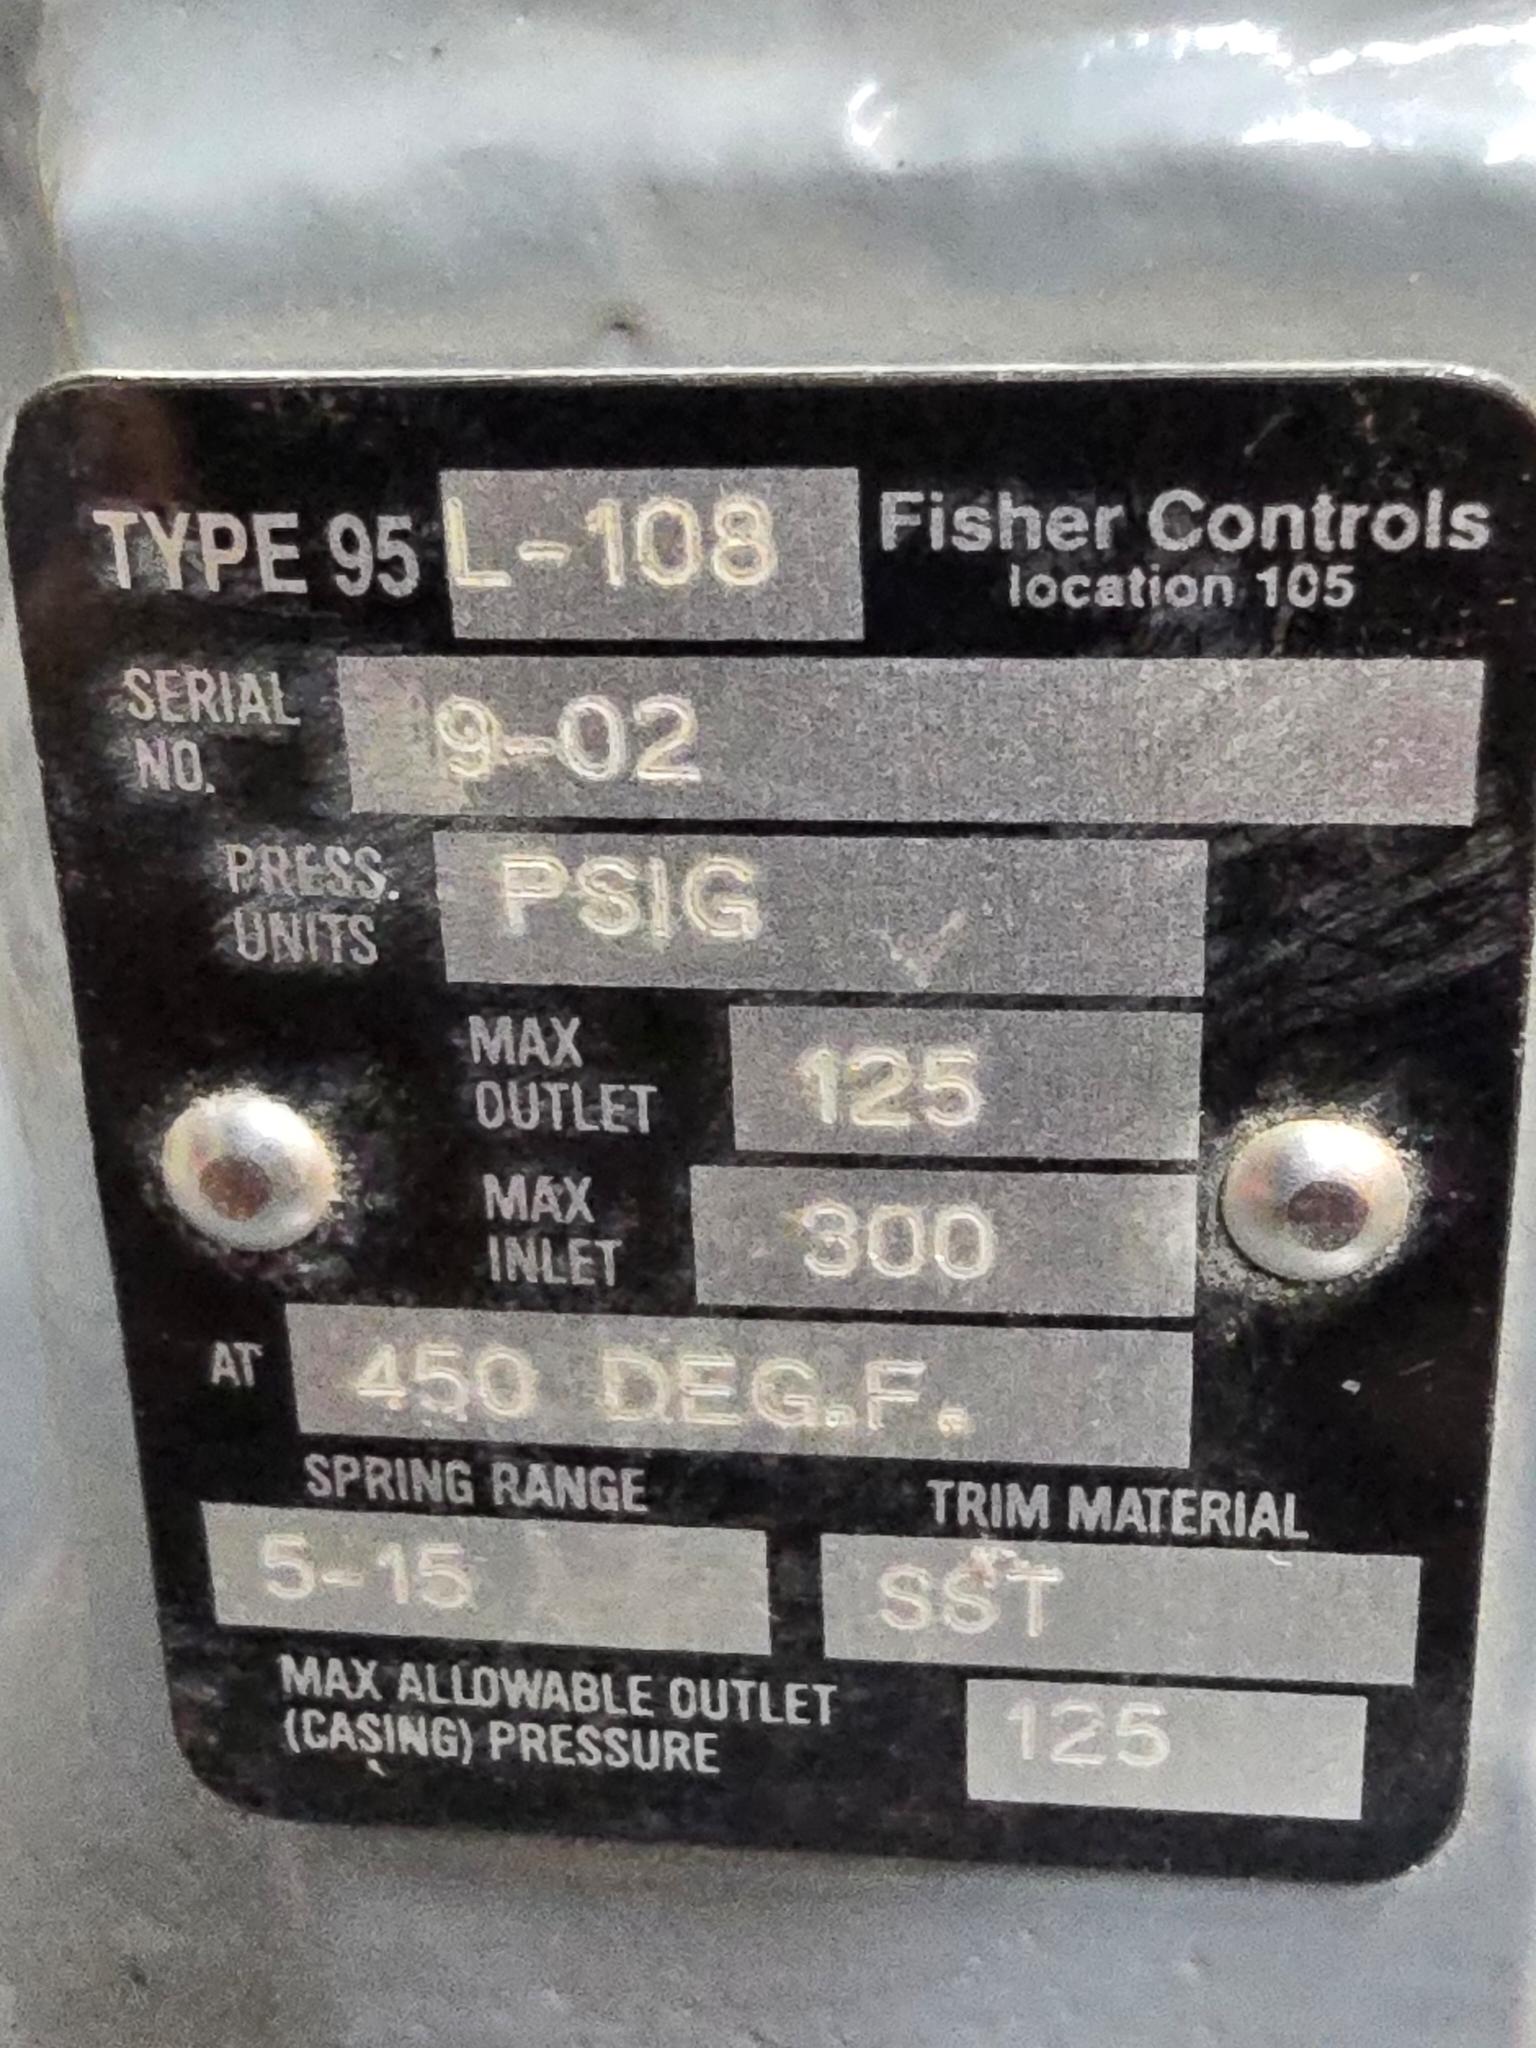 TYPE 95 L-108 Fisher Controls
location 105
SERIAL
NO. 9-02
PRESS.
UNITS PSIG
MAX
OUTLET 125
MAX
INLET 300
AT 450 DEG.F.
SPRING RANGE TRIM MATERIAL
5-15 SST
MAX ALLOWABLE OUTLET
(CASING) PRESSURE 125